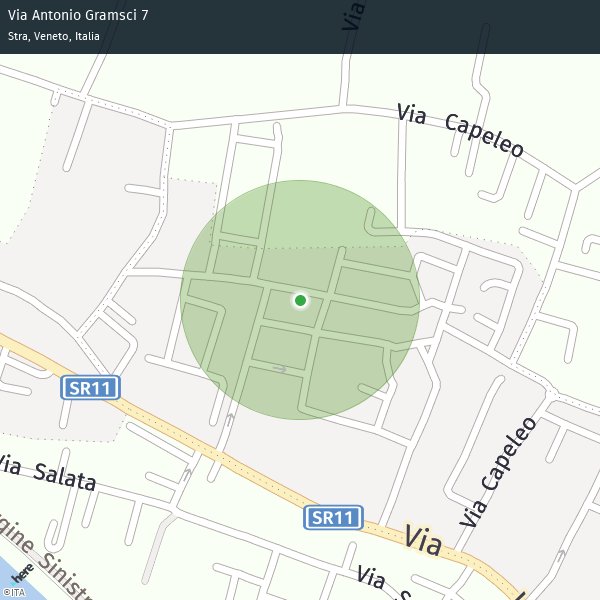 Via Antonio Gramsci 7
Stra, Veneto, Italia
Via
Via Capeleo
SR11
Via Salata
Via Capeleo
SR11
Via
Via S
rgine Sinistr
here
©ITA